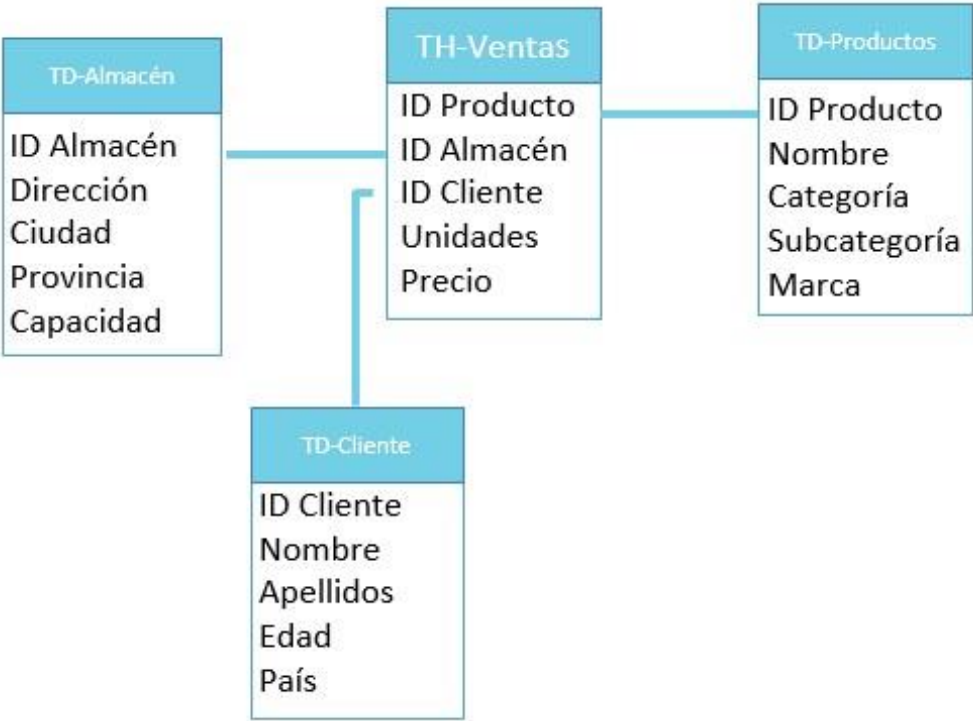 TD-Almacén
ID Almacén
Dirección
Ciudad
Provincia
Capacidad
TH-Ventas
ID Producto
ID Almacén
ID Cliente
Unidades
Precio
TD-Productos
ID Producto
Nombre
Categoría
Subcategoría
Marca
TD-Cliente
ID Cliente
Nombre
Apellidos
Edad
País